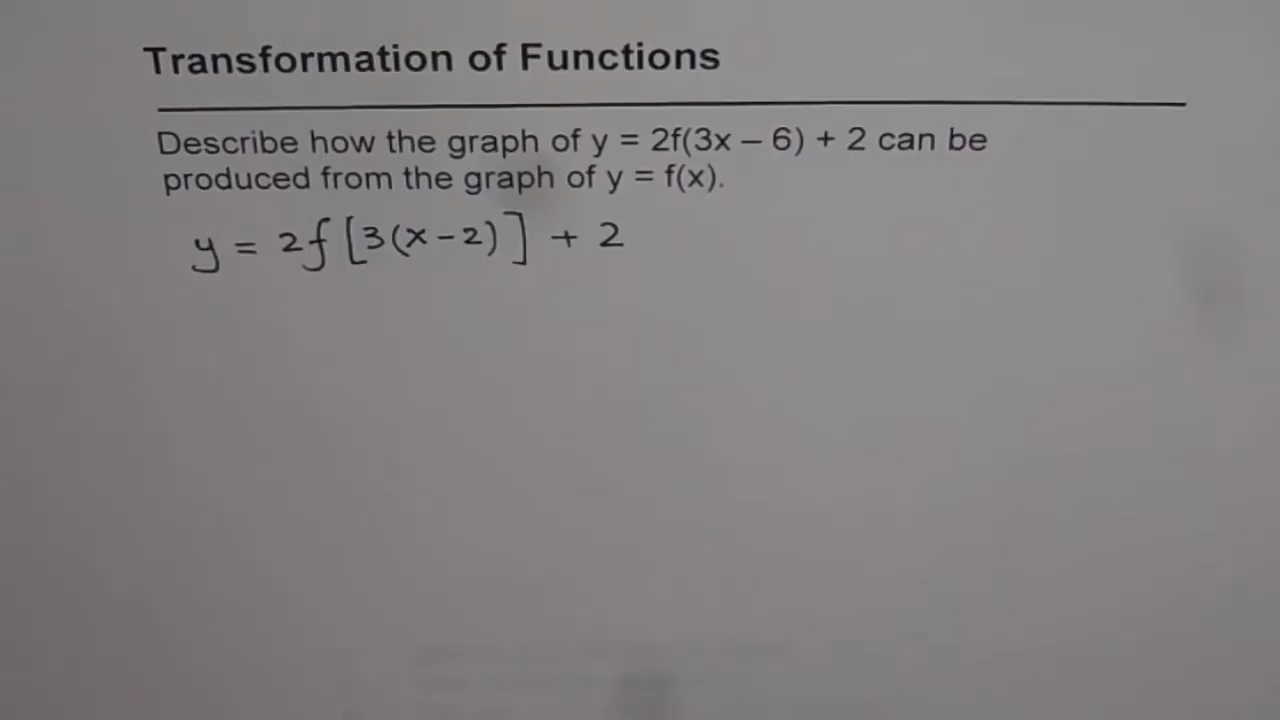 Transformation of Functions
Describe how the graph of y = 2f(3x – 6) + 2 can be
produced from the graph of y = f(x).
y = 2f [3(x-2)] + 2